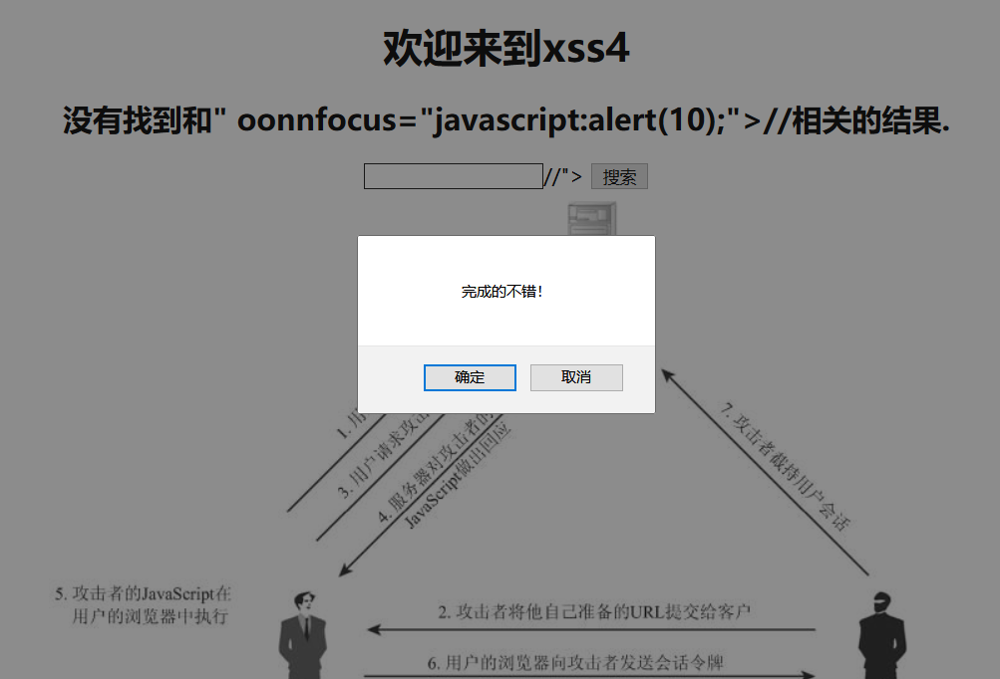 欢迎来到xss4
没有找到和" oonnfocus="javascript:alert(10);">//相关的结果.
//"> 搜索
完成的不错！
确定 取消
1. 用
3. 用户请求攻击
4. 服务器对攻击者的
JavaScript做出回应
7. 攻击者截持用户会话
5. 攻击者的JavaScript在
用户的浏览器中执行
2. 攻击者将他自己准备的URL提交给客户
6. 用户的浏览器向攻击者发送会话令牌